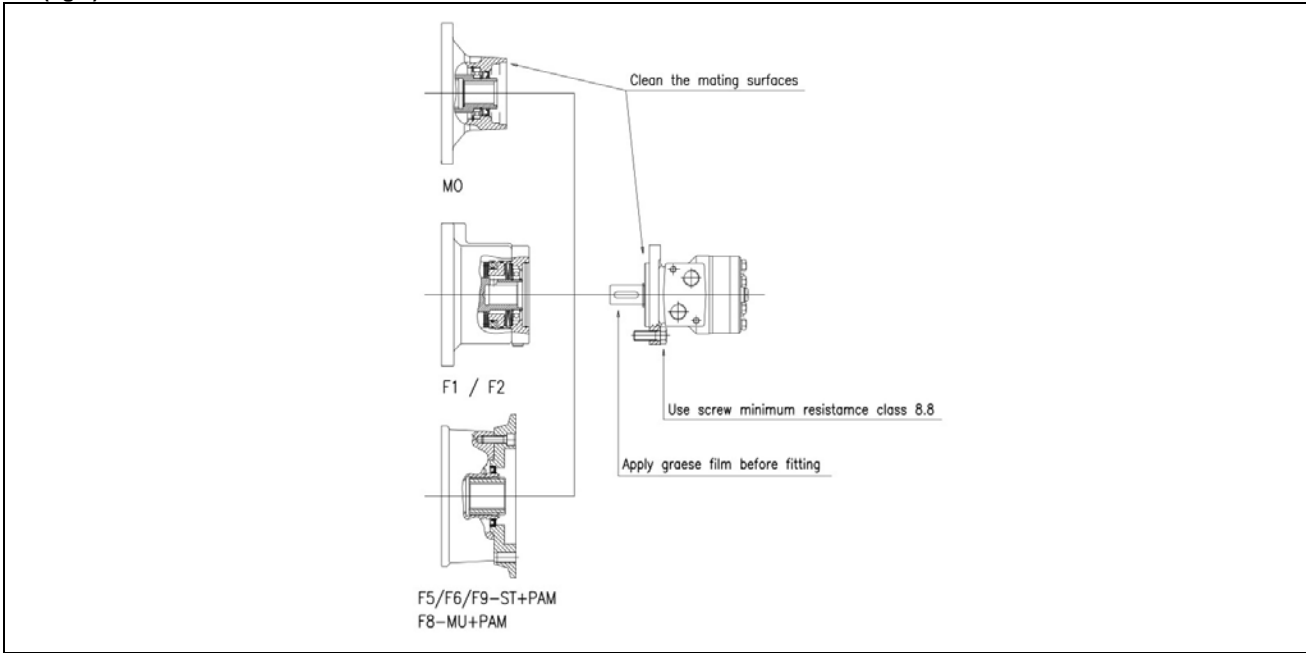 Clean the mating surfaces
MO
F1 / F2
Use screw minimum resistamce class 8.8
Apply graese film before fitting
F5/F6/F9-ST+PAM
F8-MU+PAM